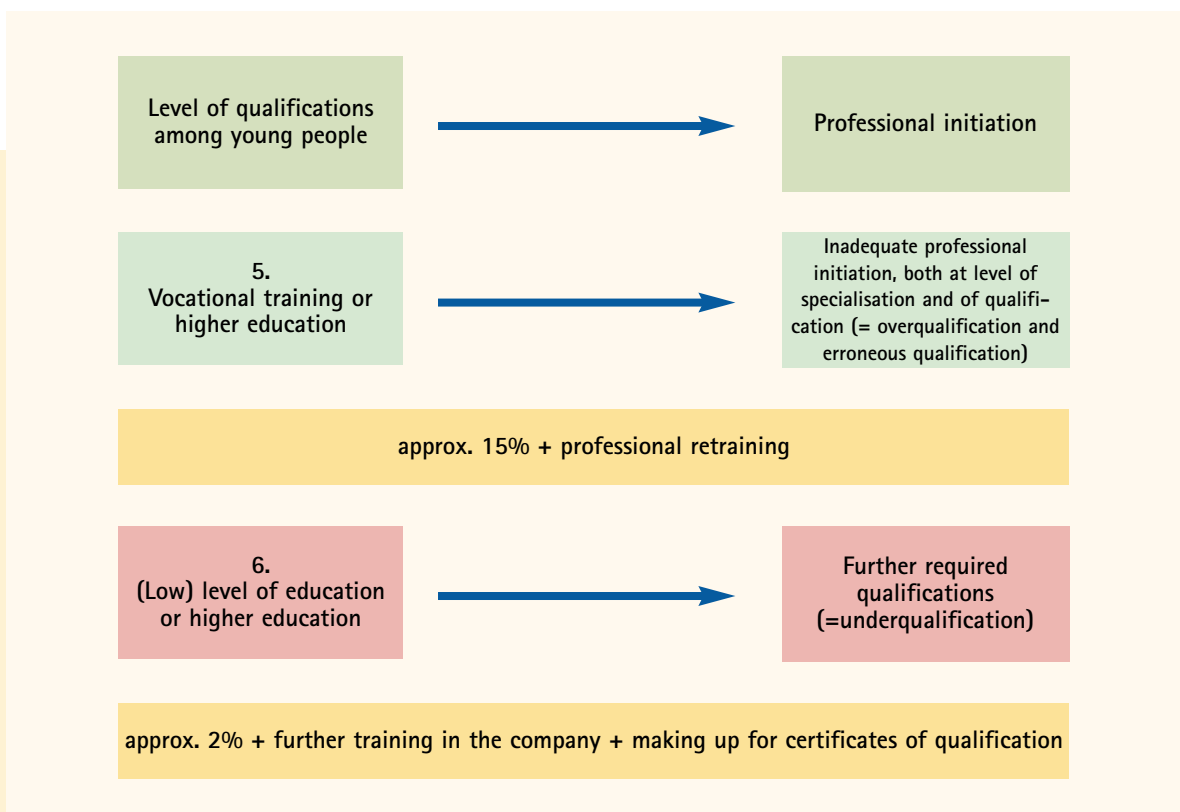 Level of qualifications
among young people
Professional initiation
5.
Vocational training or
higher education
Inadequate professional
initiation, both at level of
specialisation and of qualifi-
cation (= overqualification and
erroneous qualification)
approx. 15% + professional retraining
6.
(Low) level of education
or higher education
Further required
qualifications
(=underqualification)
approx. 2% + further training in the company + making up for certificates of qualification